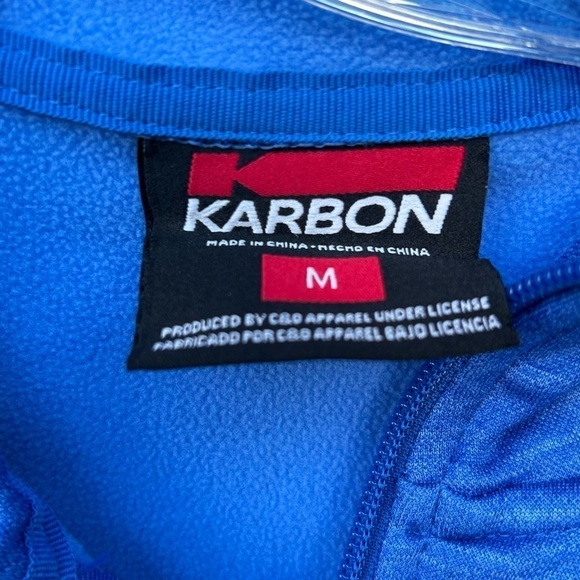 KARBON
MADE IN CHINA - HECHO EN CHINA
M
PRODUCED BY C&D APPAREL UNDER LICENSE
FABRICADO POR C&D APPAREL BAJO LICENCIA